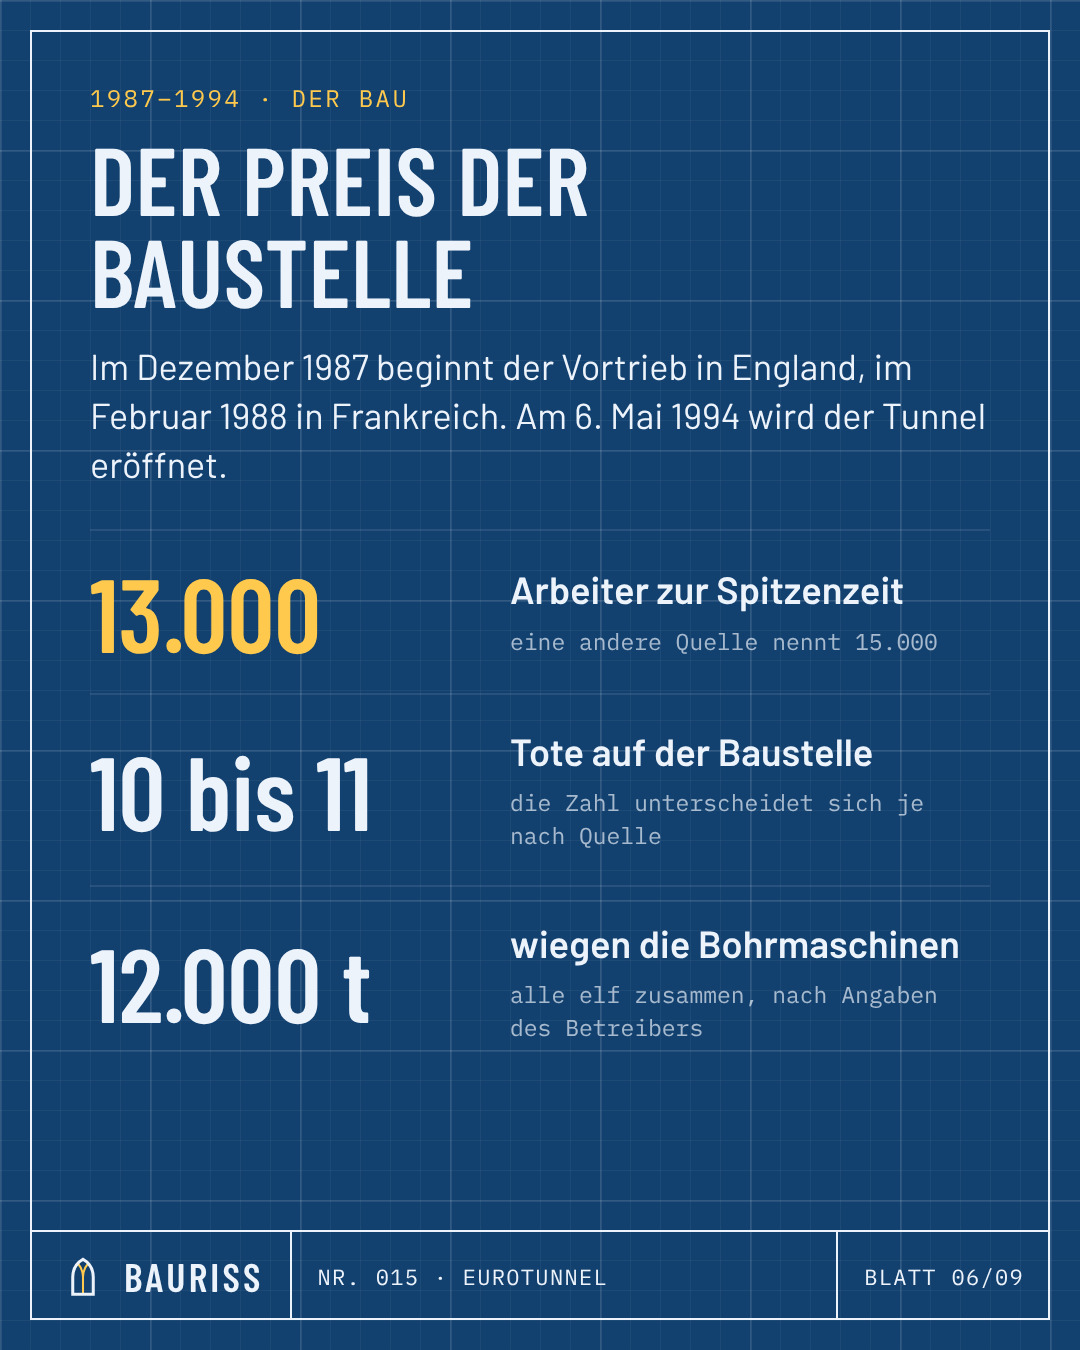 1987–1994 · DER BAU
DER PREIS DER
BAUSTELLE
Im Dezember 1987 beginnt der Vortrieb in England, im
Februar 1988 in Frankreich. Am 6. Mai 1994 wird der Tunnel
eröffnet.
13.000
Arbeiter zur Spitzenzeit
eine andere Quelle nennt 15.000
10 bis 11
Tote auf der Baustelle
die Zahl unterscheidet sich je
nach Quelle
12.000 t
wiegen die Bohrmaschinen
alle elf zusammen, nach Angaben
des Betreibers
BAURISS
NR. 015 · EUROTUNNEL
BLATT 06/09